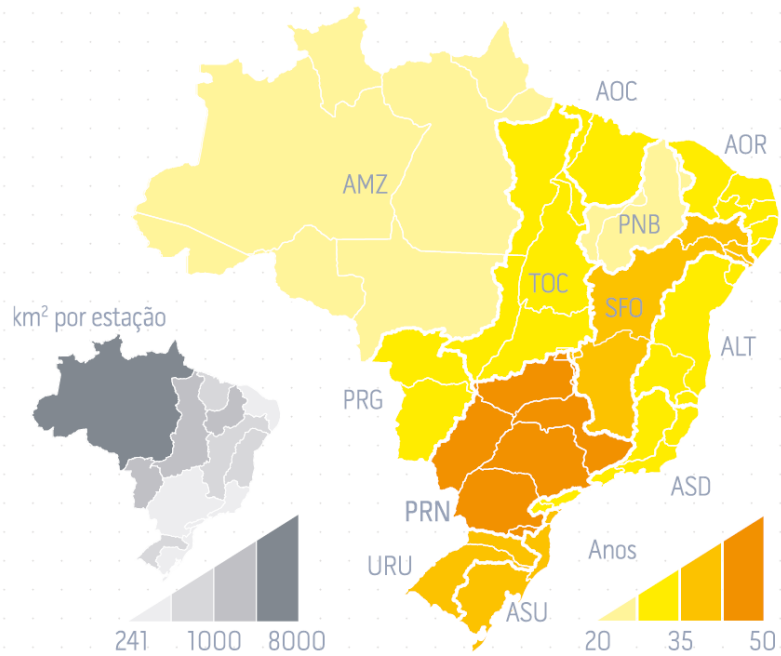 AOC
AOR
AMZ
PNB
TOC
SFO
km² por estação
ALT
PRG
ASD
PRN
Anos
URU
ASU
241 1000 8000
20 35 50